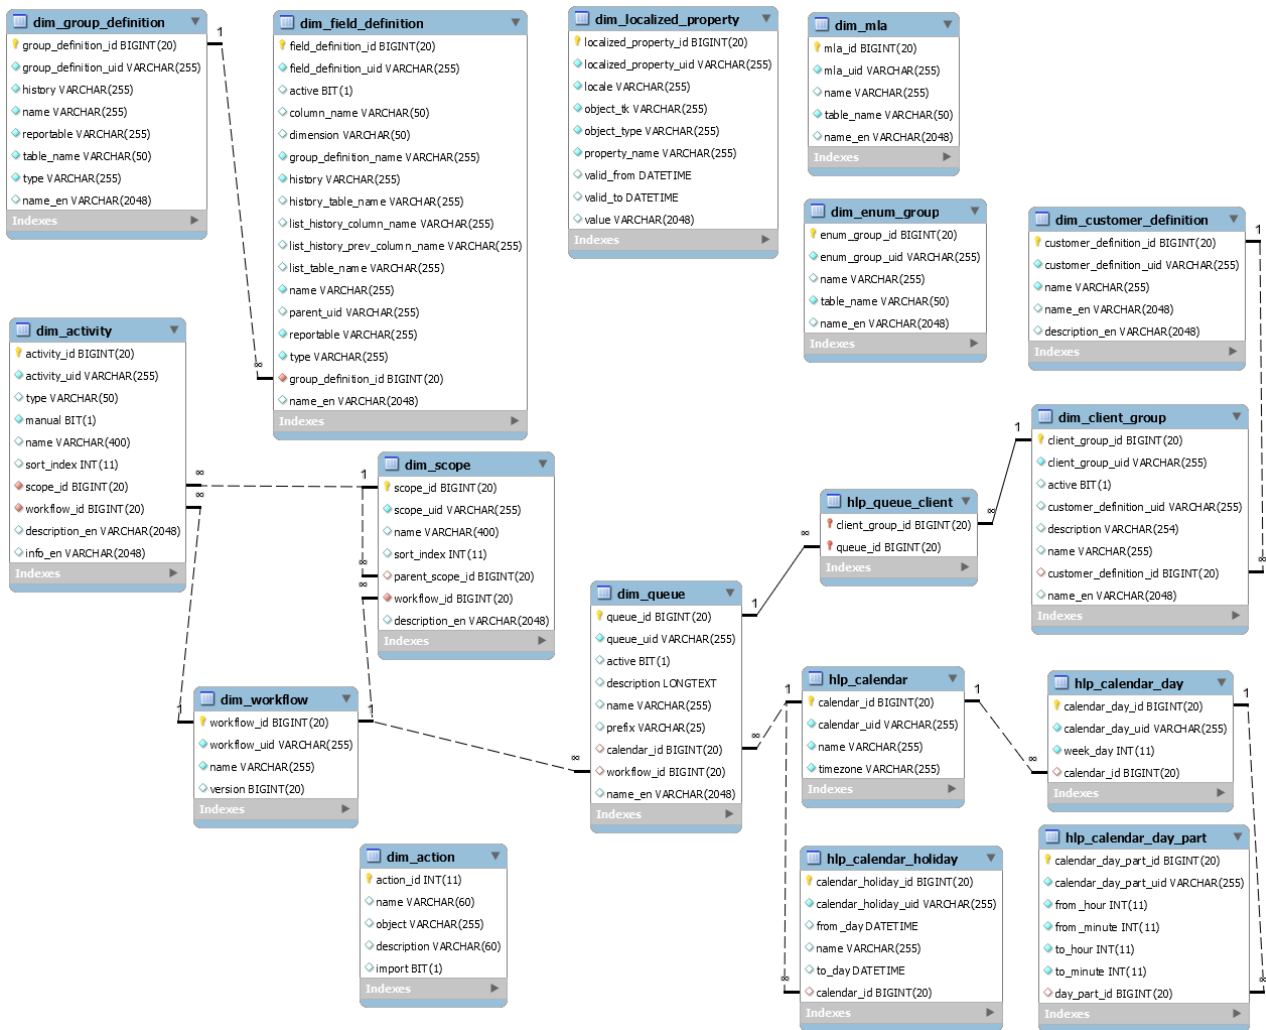 dim_group_definition
group_definition_id BIGINT(20)
group_definition_uid VARCHAR(255)
history VARCHAR(255)
name VARCHAR(255)
reportable VARCHAR(255)
table_name VARCHAR(50)
type VARCHAR(255)
name_en VARCHAR(2048)
Indexes
1
∞
dim_field_definition
field_definition_id BIGINT(20)
field_definition_uid VARCHAR(255)
active BIT(1)
column_name VARCHAR(50)
dimension VARCHAR(50)
group_definition_name VARCHAR(255)
history VARCHAR(255)
history_table_name VARCHAR(255)
list_history_column_name VARCHAR(255)
list_history_prev_column_name VARCHAR(255)
list_table_name VARCHAR(255)
name VARCHAR(255)
parent_uid VARCHAR(255)
reportable VARCHAR(255)
type VARCHAR(255)
group_definition_id BIGINT(20)
name_en VARCHAR(2048)
Indexes
dim_localized_property
localized_property_id BIGINT(20)
localized_property_uid VARCHAR(255)
locale VARCHAR(255)
object_tk VARCHAR(255)
object_type VARCHAR(255)
property_name VARCHAR(255)
valid_from DATETIME
valid_to DATETIME
value VARCHAR(2048)
Indexes
dim_mla
mla_id BIGINT(20)
mla_uid VARCHAR(255)
name VARCHAR(255)
table_name VARCHAR(50)
name_en VARCHAR(2048)
Indexes
dim_enum_group
enum_group_id BIGINT(20)
enum_group_uid VARCHAR(255)
name VARCHAR(255)
table_name VARCHAR(50)
name_en VARCHAR(2048)
Indexes
dim_customer_definition
customer_definition_id BIGINT(20)
customer_definition_uid VARCHAR(255)
name VARCHAR(255)
name_en VARCHAR(2048)
description_en VARCHAR(2048)
Indexes
1
∞
dim_activity
activity_id BIGINT(20)
activity_uid VARCHAR(255)
type VARCHAR(50)
manual BIT(1)
name VARCHAR(400)
sort_index INT(11)
scope_id BIGINT(20)
workflow_id BIGINT(20)
description_en VARCHAR(2048)
info_en VARCHAR(2048)
Indexes
∞
∞
1
dim_scope
scope_id BIGINT(20)
scope_uid VARCHAR(255)
name VARCHAR(400)
sort_index INT(11)
parent_scope_id BIGINT(20)
workflow_id BIGINT(20)
description_en VARCHAR(2048)
Indexes
∞
∞
dim_client_group
client_group_id BIGINT(20)
client_group_uid VARCHAR(255)
active BIT(1)
customer_definition_uid VARCHAR(255)
description VARCHAR(254)
name VARCHAR(255)
customer_definition_id BIGINT(20)
name_en VARCHAR(2048)
Indexes
1
∞
hlp_queue_client
client_group_id BIGINT(20)
queue_id BIGINT(20)
Indexes
∞
1
dim_queue
queue_id BIGINT(20)
queue_uid VARCHAR(255)
active BIT(1)
description LONGTEXT
name VARCHAR(255)
prefix VARCHAR(25)
calendar_id BIGINT(20)
workflow_id BIGINT(20)
name_en VARCHAR(2048)
Indexes
∞
∞
dim_workflow
workflow_id BIGINT(20)
workflow_uid VARCHAR(255)
name VARCHAR(255)
version BIGINT(20)
Indexes
1
1
hlp_calendar
calendar_id BIGINT(20)
calendar_uid VARCHAR(255)
name VARCHAR(255)
timezone VARCHAR(255)
Indexes
1
1
∞
hlp_calendar_day
calendar_day_id BIGINT(20)
calendar_day_uid VARCHAR(255)
week_day INT(11)
calendar_id BIGINT(20)
Indexes
1
dim_action
action_id INT(11)
name VARCHAR(60)
object VARCHAR(255)
description VARCHAR(60)
import BIT(1)
Indexes
hlp_calendar_holiday
calendar_holiday_id BIGINT(20)
calendar_holiday_uid VARCHAR(255)
from_day DATETIME
name VARCHAR(255)
to_day DATETIME
calendar_id BIGINT(20)
Indexes
∞
hlp_calendar_day_part
calendar_day_part_id BIGINT(20)
calendar_day_part_uid VARCHAR(255)
from_hour INT(11)
from_minute INT(11)
to_hour INT(11)
to_minute INT(11)
day_part_id BIGINT(20)
Indexes
∞